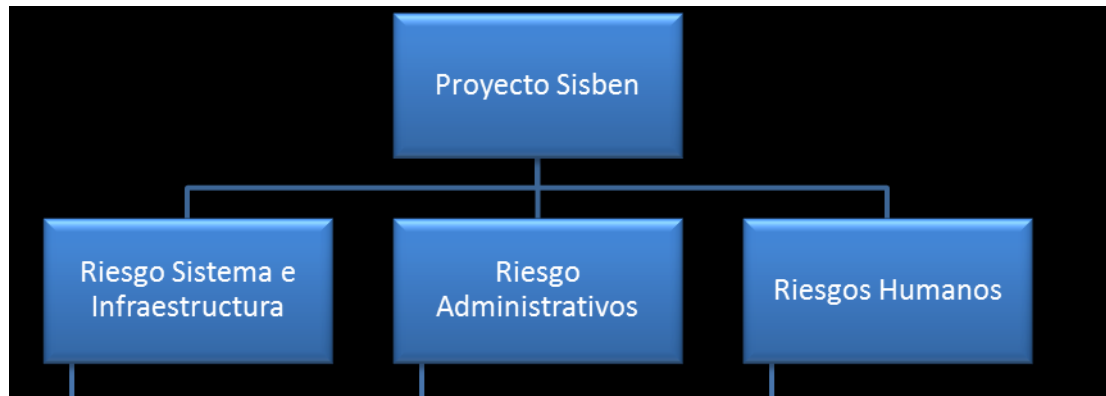 Proyecto Sisben
Riesgo Sistema e
Infraestructura
Riesgo
Administrativos
Riesgos Humanos